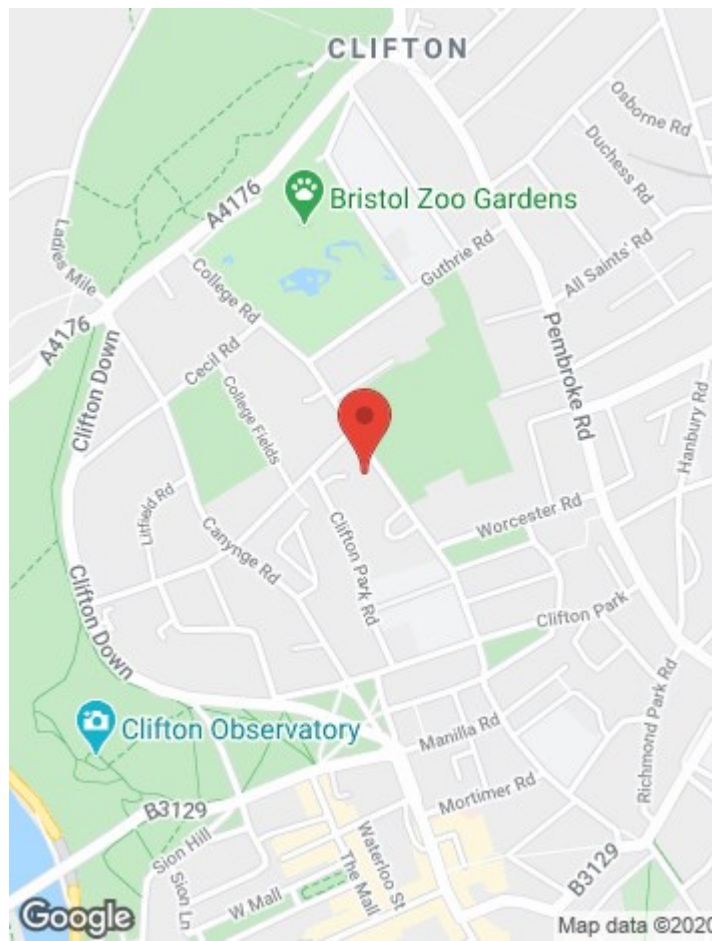 CLIFTON
Osborne Rd
Duchess Rd
A4176
Bristol Zoo Gardens
Ladies Mile
College Rd
Guthrie Rd
All Saints' Rd
A4176
Clifton Down
Cecil Rd
College Fields
Pembroke Rd
Hanbury Rd
Litfield Rd
Canynge Rd
Clifton Park Rd
Worcester Rd
Clifton Down
Clifton Park
Clifton Observatory
Manilla Rd
Richmond Park Rd
B3129
Mortimer Rd
Sion Hill
Waterloo St
The Mall
B3129
Sion Ln
W Mall
Google
Map data ©2020